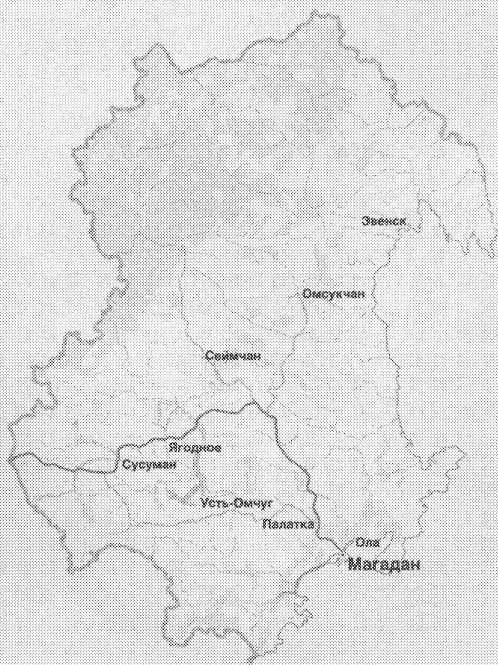 Эвенск
Омсукчан
Сеймчан
Ягодное
Сусуман
Усть-Омчуг
Палатка
Ола
Магадан